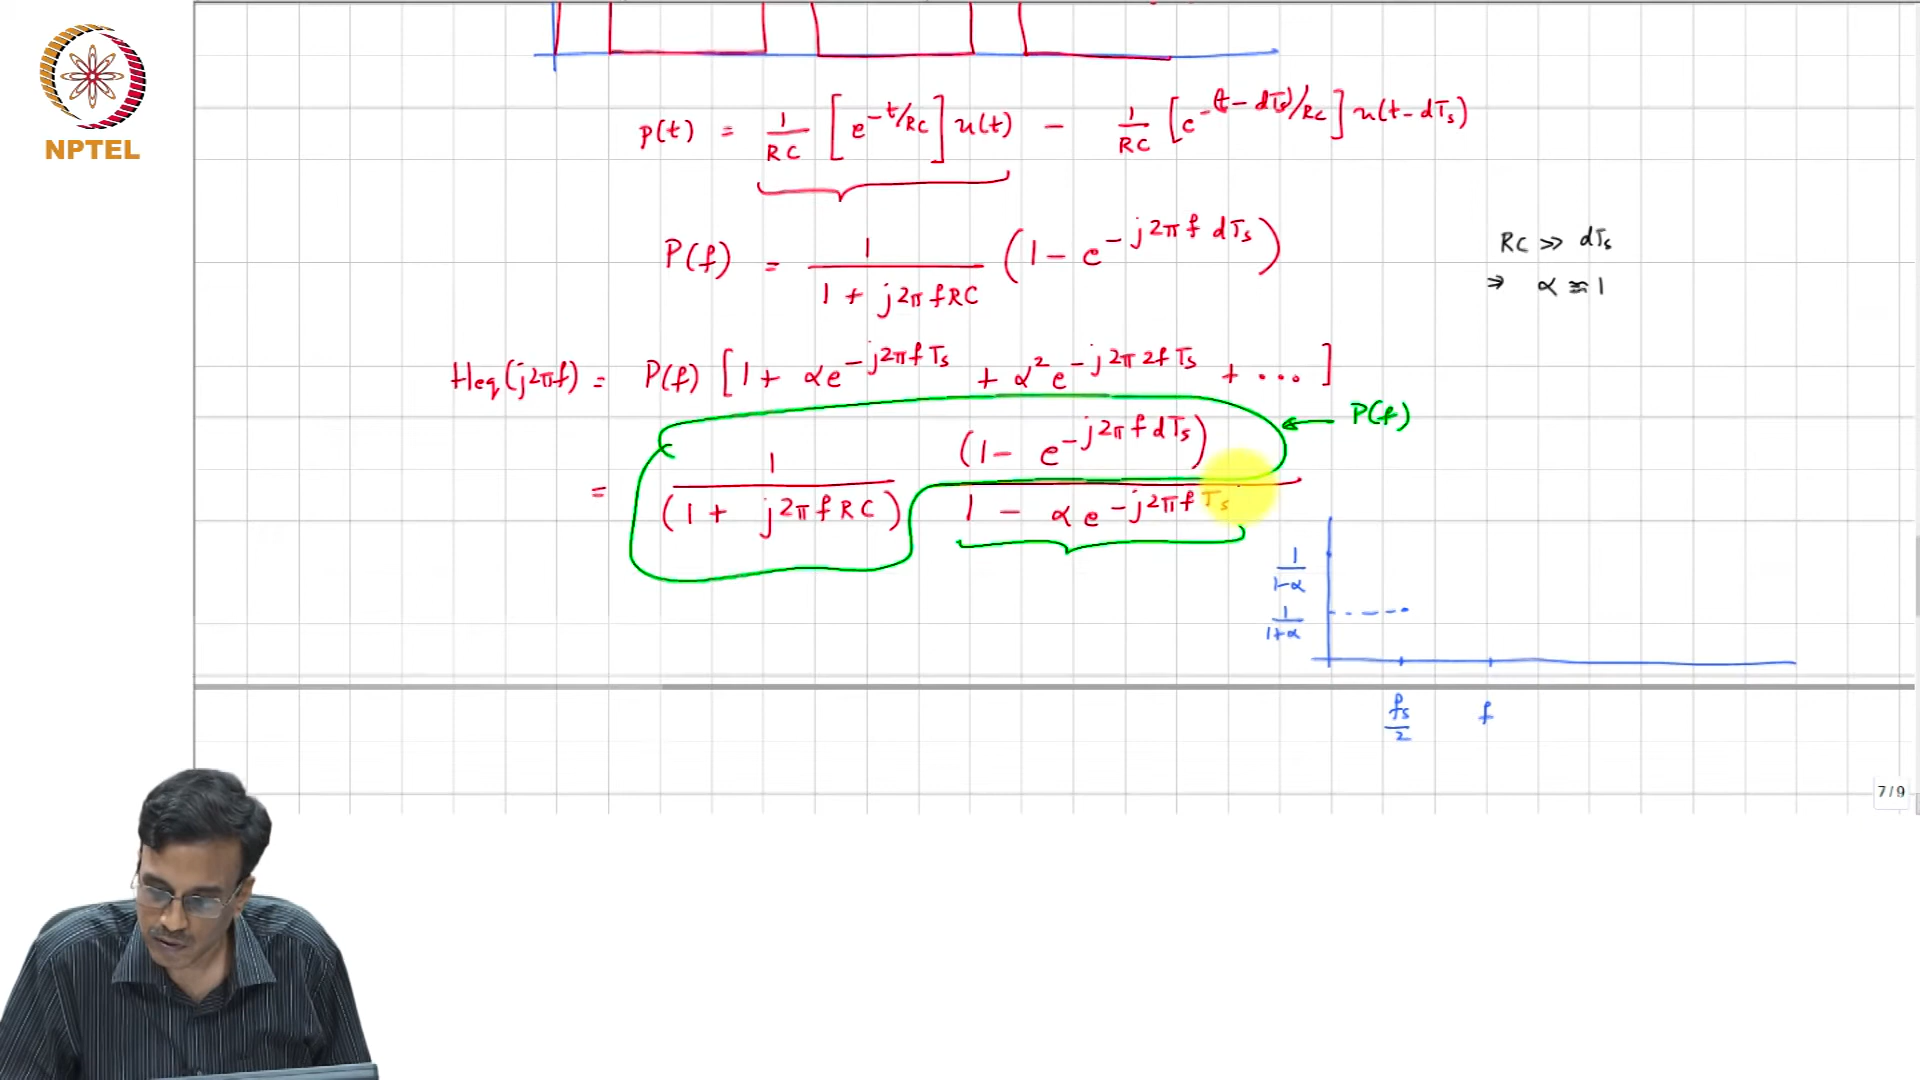 NPTEL
p(t) = 1/RC [e^{-t/RC}] u(t) - 1/RC [e^{-(t-dTs)/RC}] u(t-dTs)
P(f) = 1/(1 + j2πfRC) (1 - e^{-j2πf dTs})
RC >> dTs
⇒ α ≈ 1
Heq(j2πf) = P(f) [1 + αe^{-j2πfTs} + α²e^{-j2π2fTs} + ...]
← P(f)
= 1/(1 + j2πfRC) (1 - e^{-j2πfdTs})/(1 - αe^{-j2πfTs})
1/(1-α)
1/(1+α)
fs/2 f
7/9